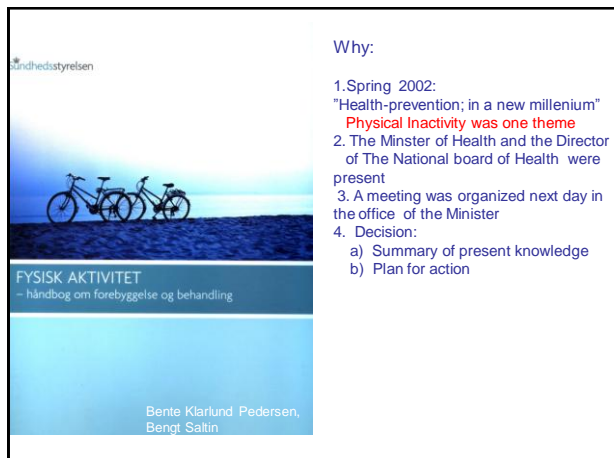 sundhedsstyrelsen
FYSISK AKTIVITET
– håndbog om forebyggelse og behandling
Bente Klarlund Pedersen,
Bengt Saltin
Why:
1.Spring 2002:
"Health-prevention; in a new millenium"
Physical Inactivity was one theme
2. The Minster of Health and the Director
of The National board of Health were
present
3. A meeting was organized next day in
the office of the Minister
4. Decision:
a) Summary of present knowledge
b) Plan for action